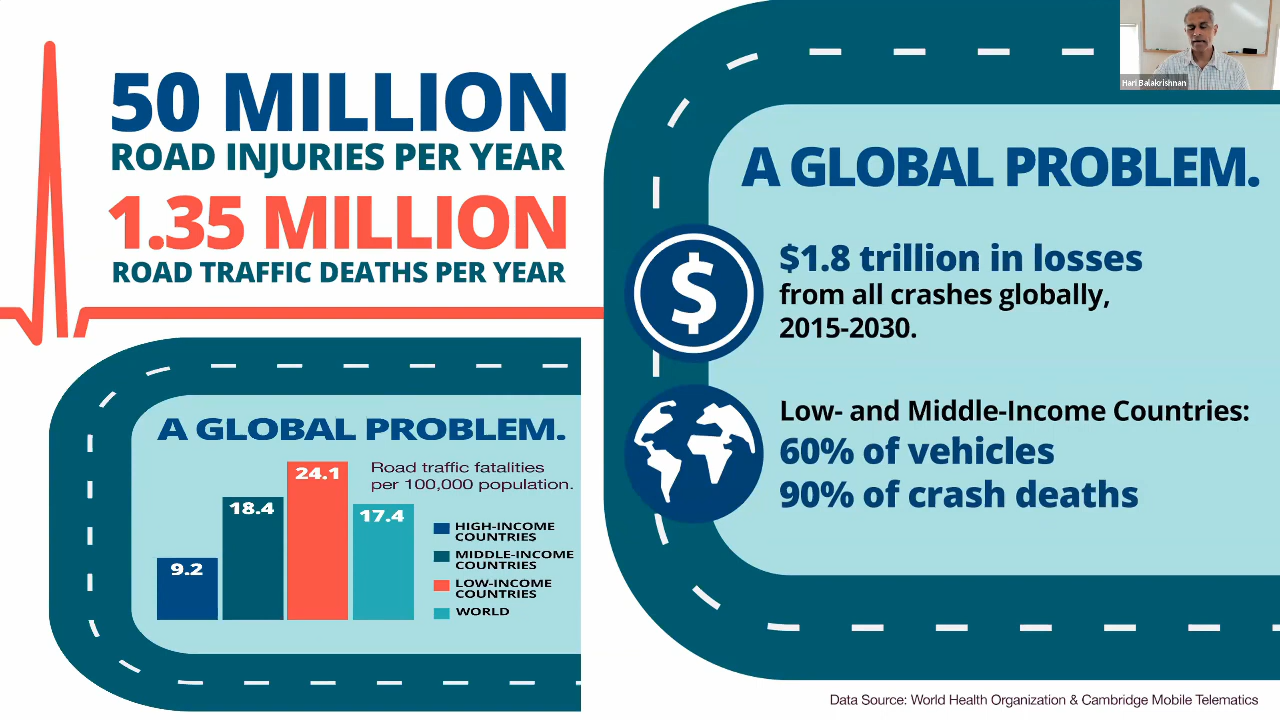 50 MILLION
ROAD INJURIES PER YEAR
1.35 MILLION
ROAD TRAFFIC DEATHS PER YEAR
A GLOBAL PROBLEM.
Road traffic fatalities
per 100,000 population.
9.2
18.4
24.1
17.4
HIGH-INCOME
COUNTRIES
MIDDLE-INCOME
COUNTRIES
LOW-INCOME
COUNTRIES
WORLD
Hari Balakrishnan
A GLOBAL PROBLEM.
$
$1.8 trillion in losses
from all crashes globally,
2015-2030.
Low- and Middle-Income Countries:
60% of vehicles
90% of crash deaths
Data Source: World Health Organization & Cambridge Mobile Telematics